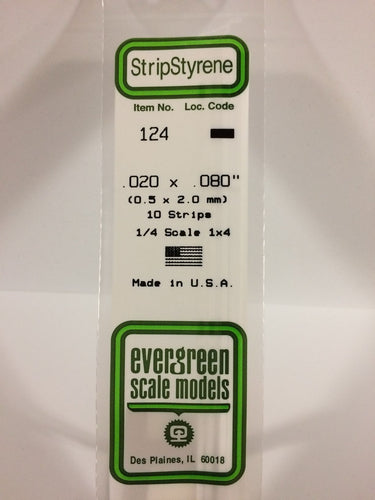 StripStyrene
Item No. Loc. Code
124
.020 x .080"
(0.5 x 2.0 mm)
10 Strips
1/4 Scale 1x4
Made in U.S.A.
evergreen
scale models
Des Plaines, IL 60018